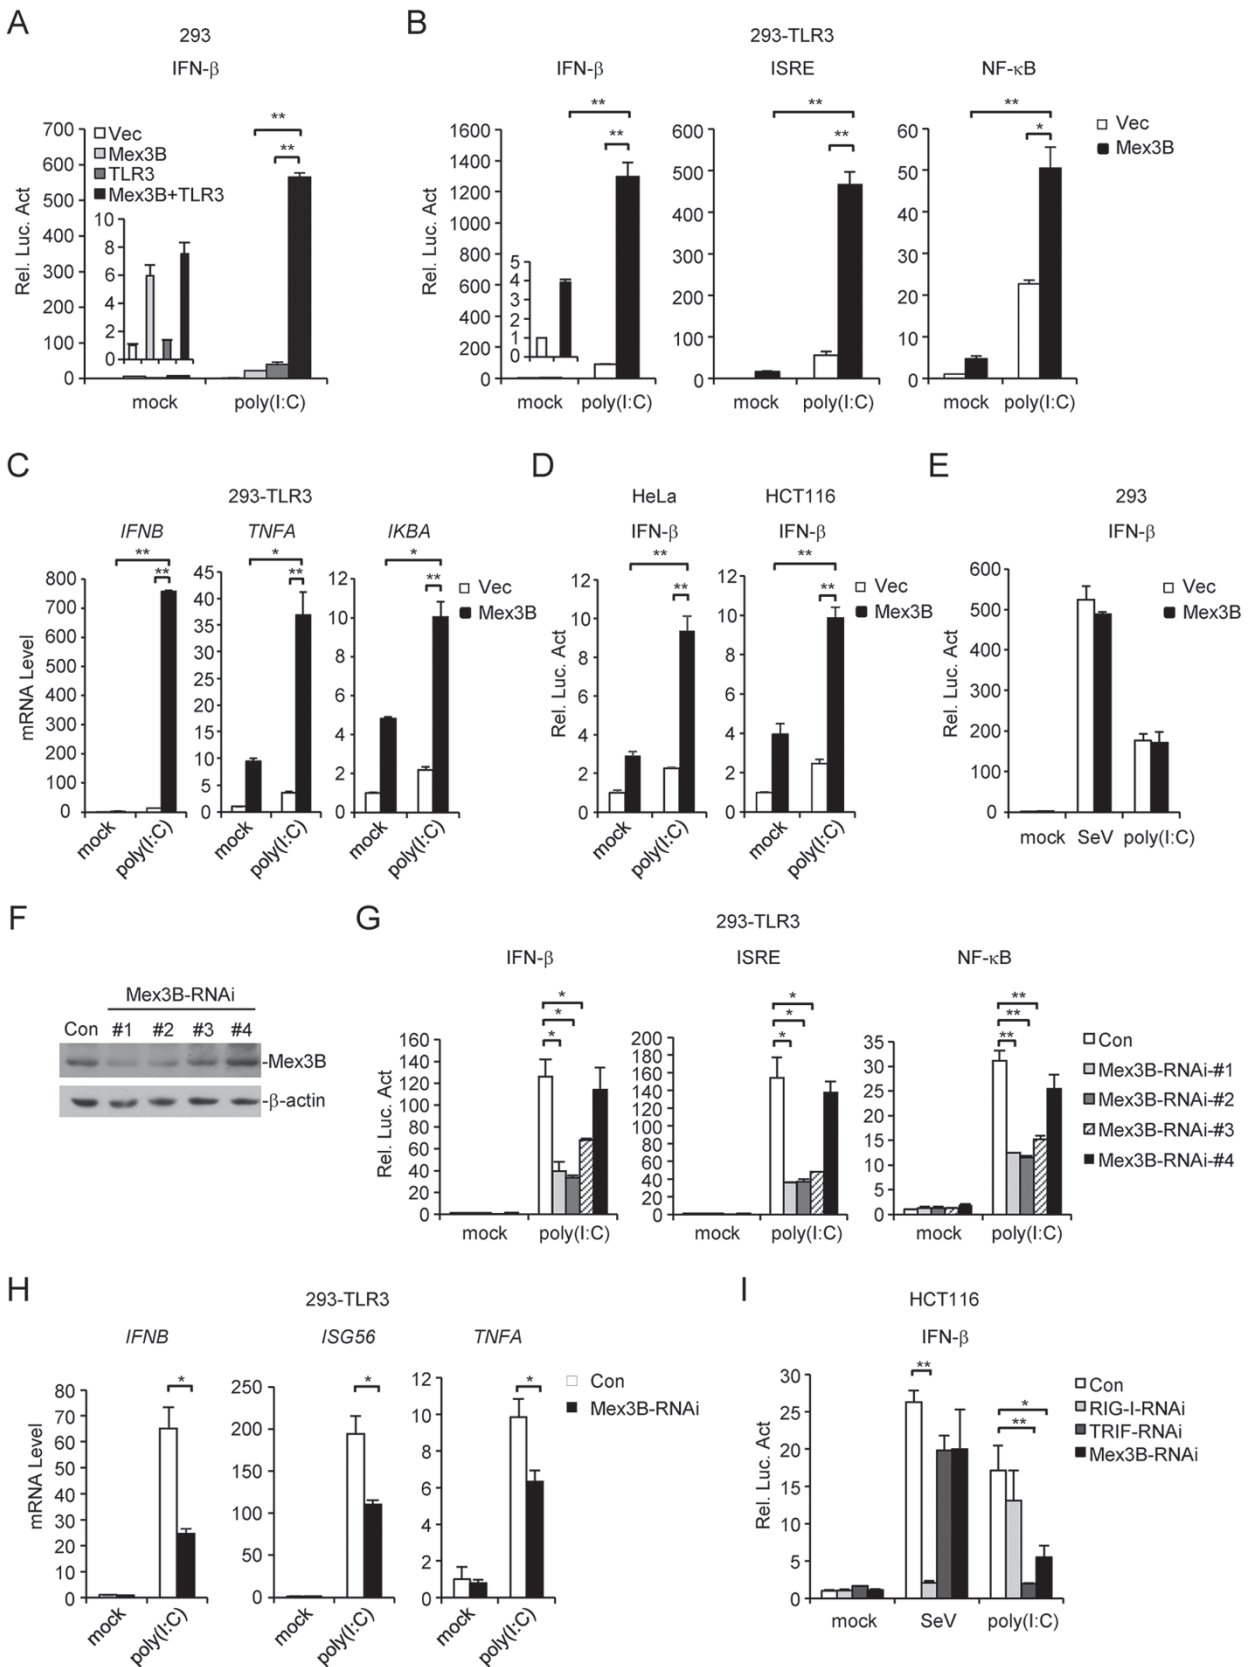 A
293
IFN-β
Rel. Luc. Act
700
600
500
400
300
200
100
0
Vec
Mex3B
TLR3
Mex3B+TLR3
10
8
6
4
2
0
**
**
mock poly(I:C)
B
293-TLR3
IFN-β ISRE NF-κB
Rel. Luc. Act
1600
1400
1200
1000
800
600
400
200
0
5
4
3
2
1
0
**
**
mock poly(I:C)
600
500
400
300
200
100
0
**
**
mock poly(I:C)
60
50
40
30
20
10
0
**
*
mock poly(I:C)
Vec
Mex3B
C
293-TLR3
IFNB TNFA IKBA
mRNA Level
800
700
600
500
400
300
200
100
0
**
**
mock poly(I:C)
45
40
35
30
25
20
15
10
5
0
*
**
mock poly(I:C)
12
10
8
6
4
2
0
*
**
mock poly(I:C)
Vec
Mex3B
D
HeLa HCT116
IFN-β IFN-β
Rel. Luc. Act
12
10
8
6
4
2
0
**
**
mock poly(I:C)
Vec
Mex3B
12
10
8
6
4
2
0
**
**
mock poly(I:C)
Vec
Mex3B
E
293
IFN-β
Rel. Luc. Act
600
500
400
300
200
100
0
mock SeV poly(I:C)
Vec
Mex3B
F
Mex3B-RNAi
Con #1 #2 #3 #4
-Mex3B
-β-actin
G
293-TLR3
IFN-β ISRE NF-κB
Rel. Luc. Act
160
140
120
100
80
60
40
20
0
*
*
*
mock poly(I:C)
200
180
160
140
120
100
80
60
40
20
0
*
*
*
mock poly(I:C)
35
30
25
20
15
10
5
0
**
**
**
mock poly(I:C)
Con
Mex3B-RNAi-#1
Mex3B-RNAi-#2
Mex3B-RNAi-#3
Mex3B-RNAi-#4
H
293-TLR3
IFNB ISG56 TNFA
mRNA Level
80
70
60
50
40
30
20
10
0
*
mock poly(I:C)
250
200
150
100
50
0
*
mock poly(I:C)
12
10
8
6
4
2
0
*
mock poly(I:C)
Con
Mex3B-RNAi
I
HCT116
IFN-β
Rel. Luc. Act
30
25
20
15
10
5
0
**
*
**
mock SeV poly(I:C)
Con
RIG-I-RNAi
TRIF-RNAi
Mex3B-RNAi